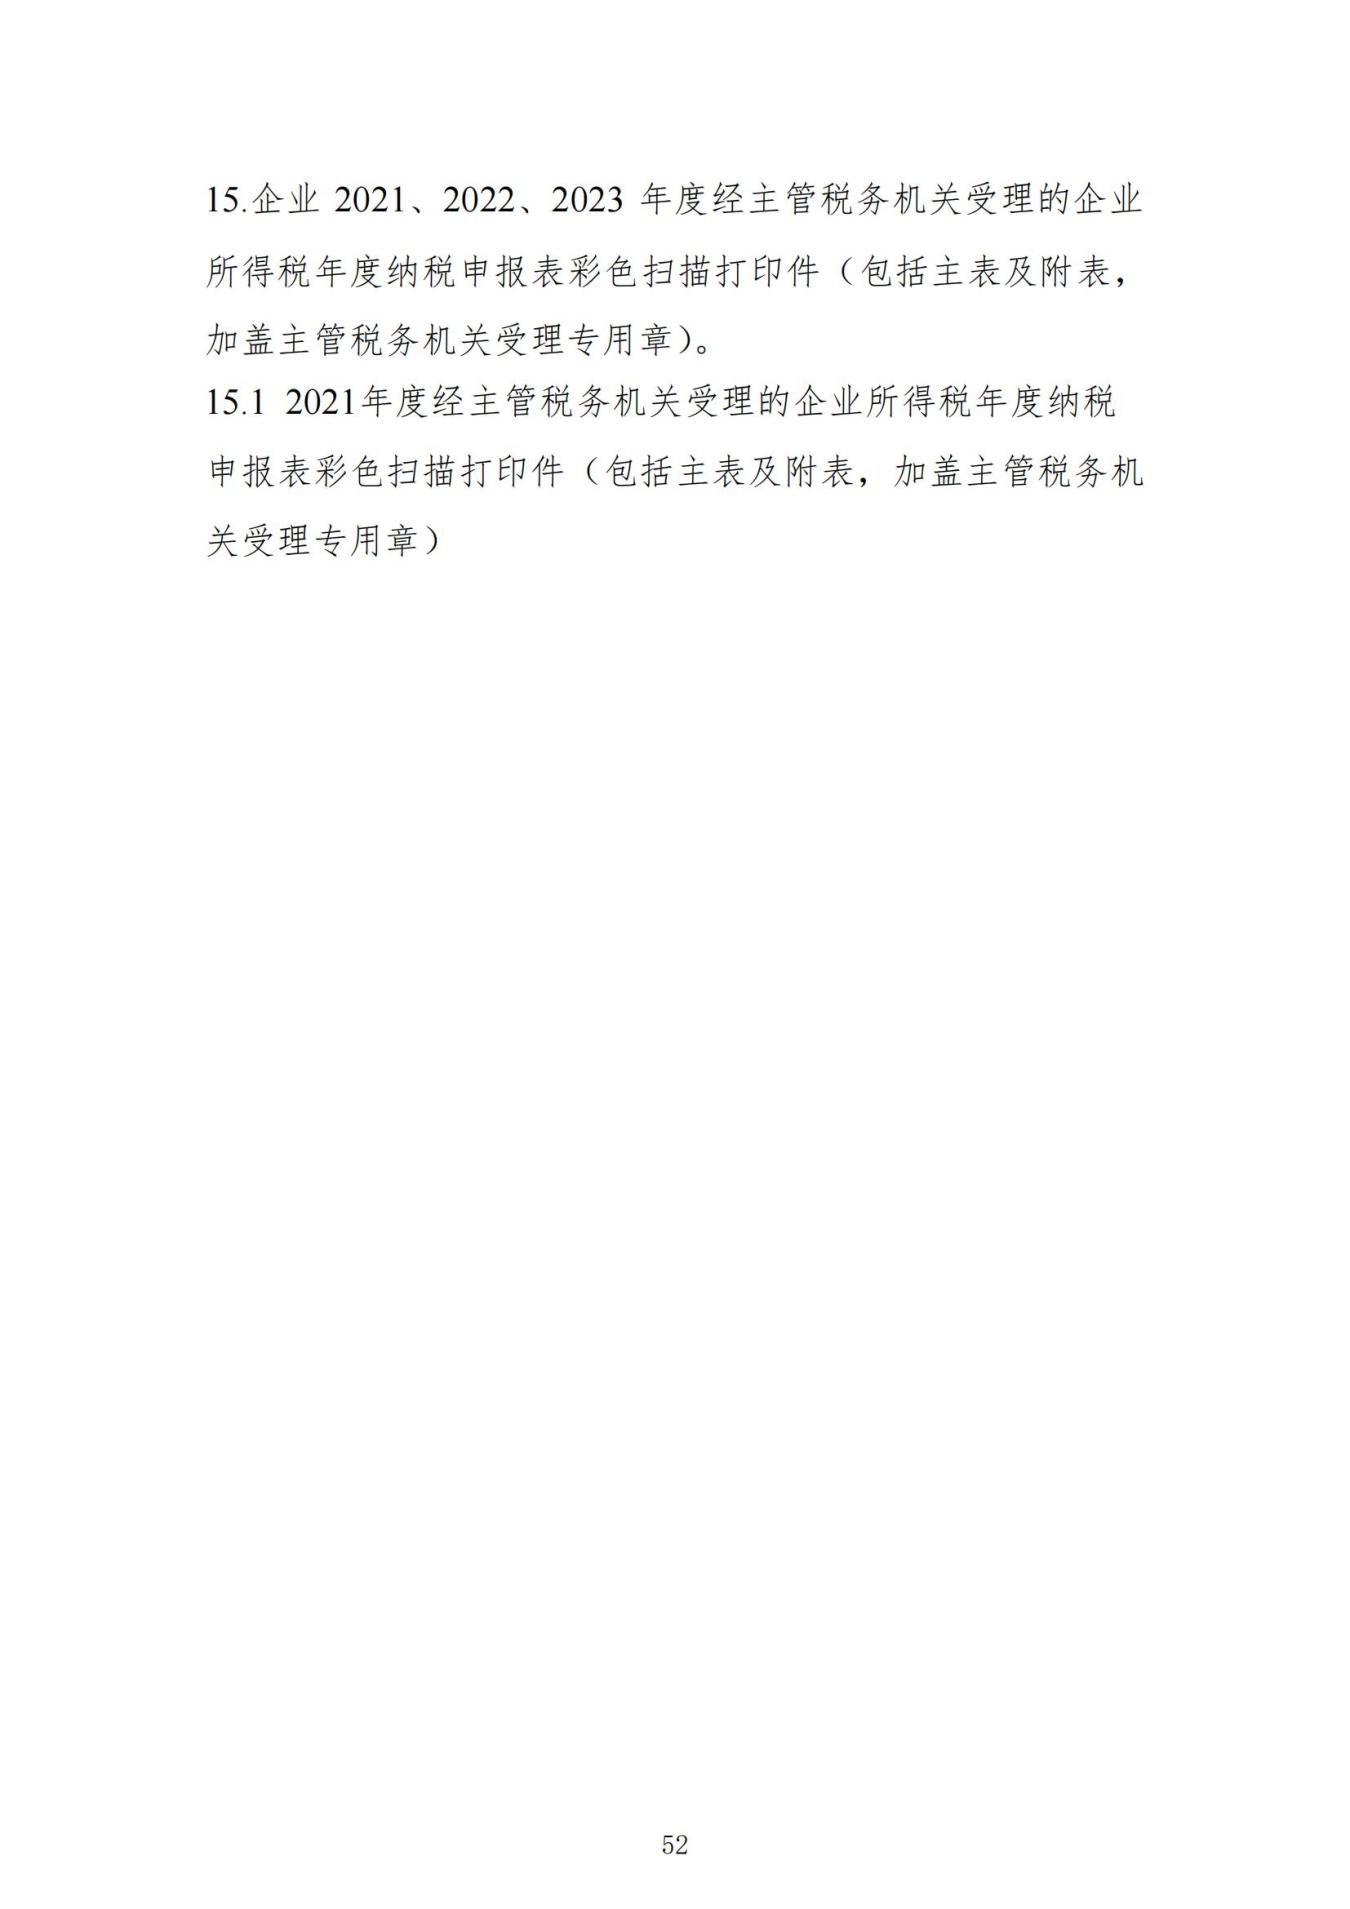 15.企业 2021、2022、2023 年度经主管税务机关受理的企业
所得税年度纳税申报表彩色扫描打印件（包括主表及附表，
加盖主管税务机关受理专用章）。
15.1 2021年度经主管税务机关受理的企业所得税年度纳税
申报表彩色扫描打印件（包括主表及附表，加盖主管税务机
关受理专用章）
52